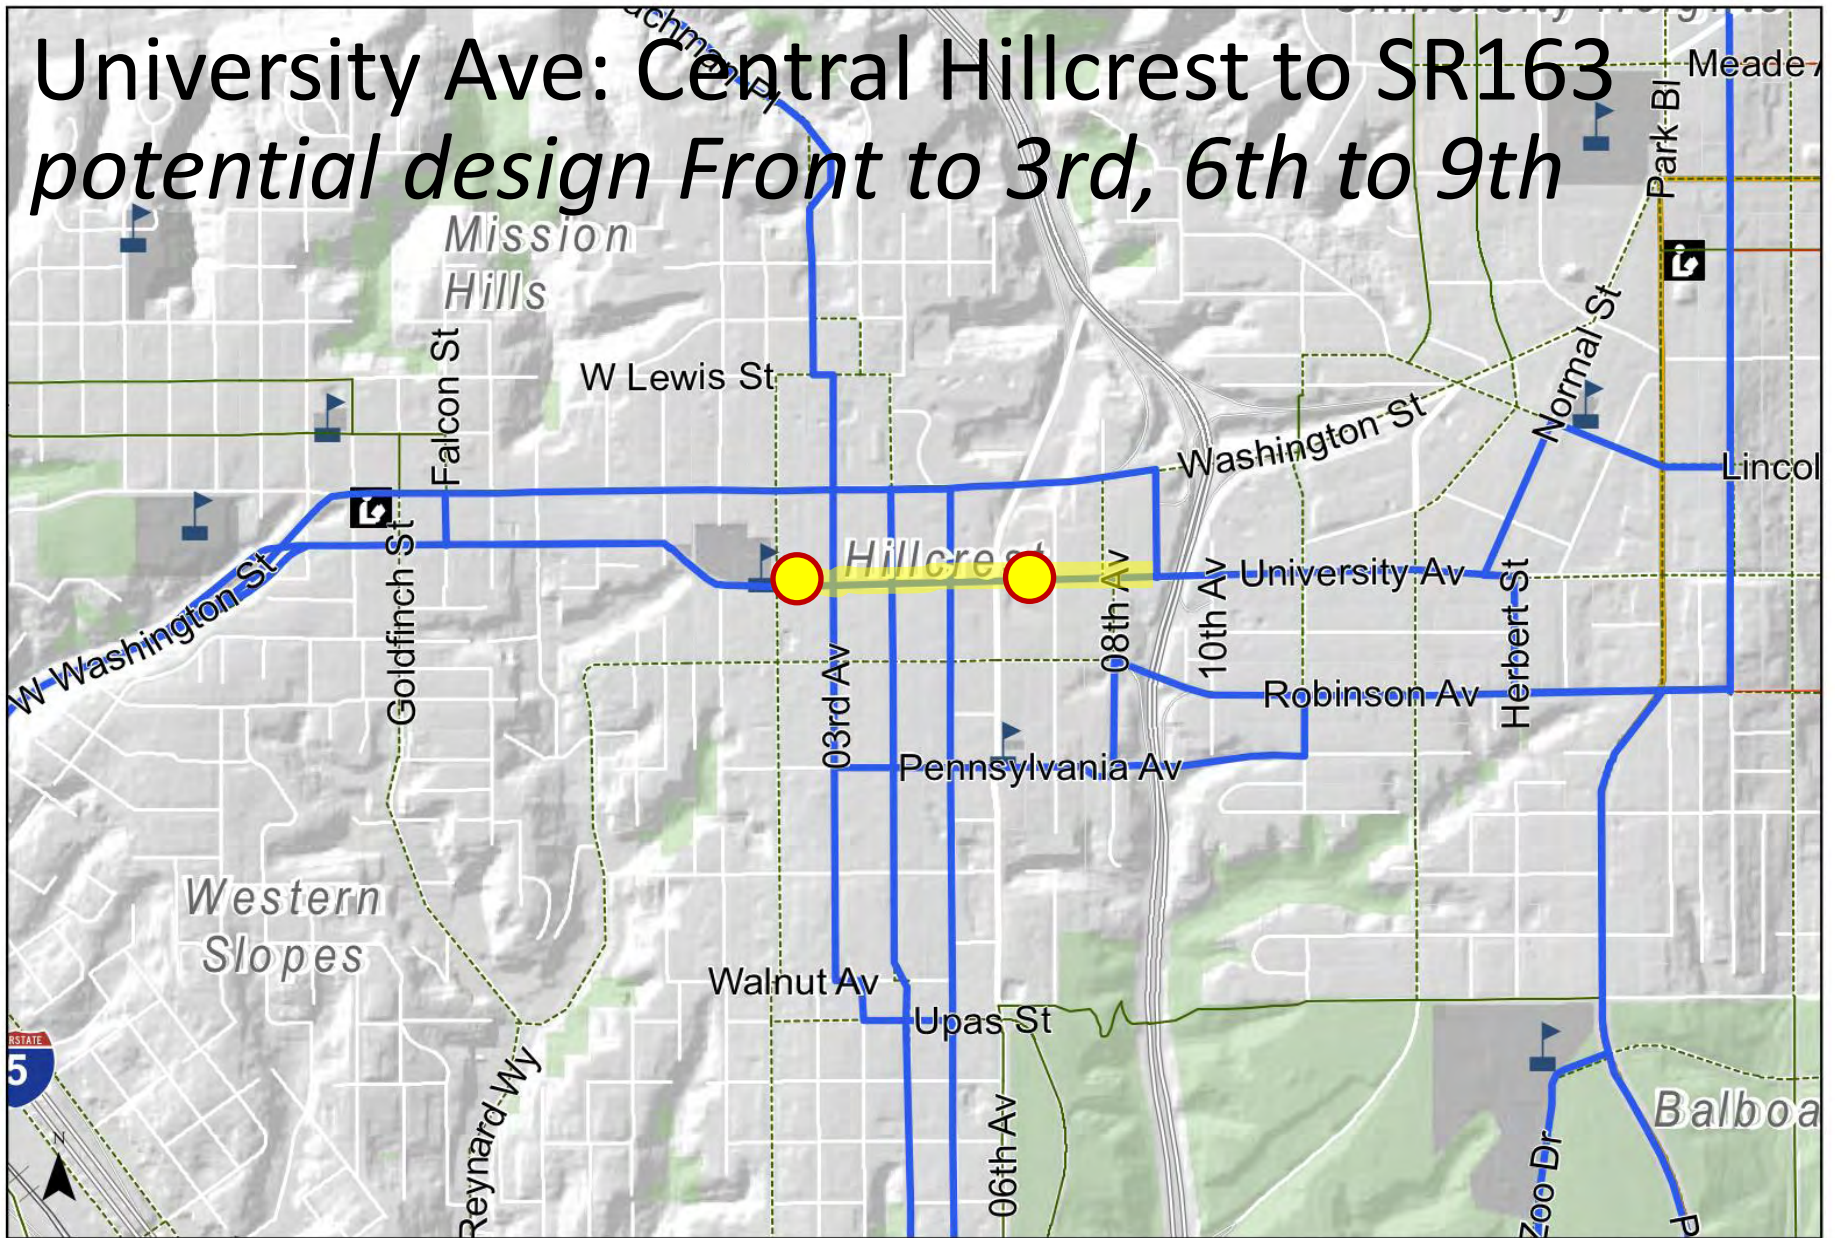 University Ave: Central Hillcrest to SR163
potential design Front to 3rd, 6th to 9th
Meade
Park Bl
Mission
Hills
Normal St
Falcon St
W Lewis St
Washington St
Lincol
Hillcrest
University Av
Goldfinch St
W Washington St
08th Av
10th Av
Herbert St
03rd Av
Robinson Av
Pennsylvania Av
Western
Slopes
Walnut Av
Upas St
5
Reynard Wy
06th Av
Balboa
Zoo Dr
P
N